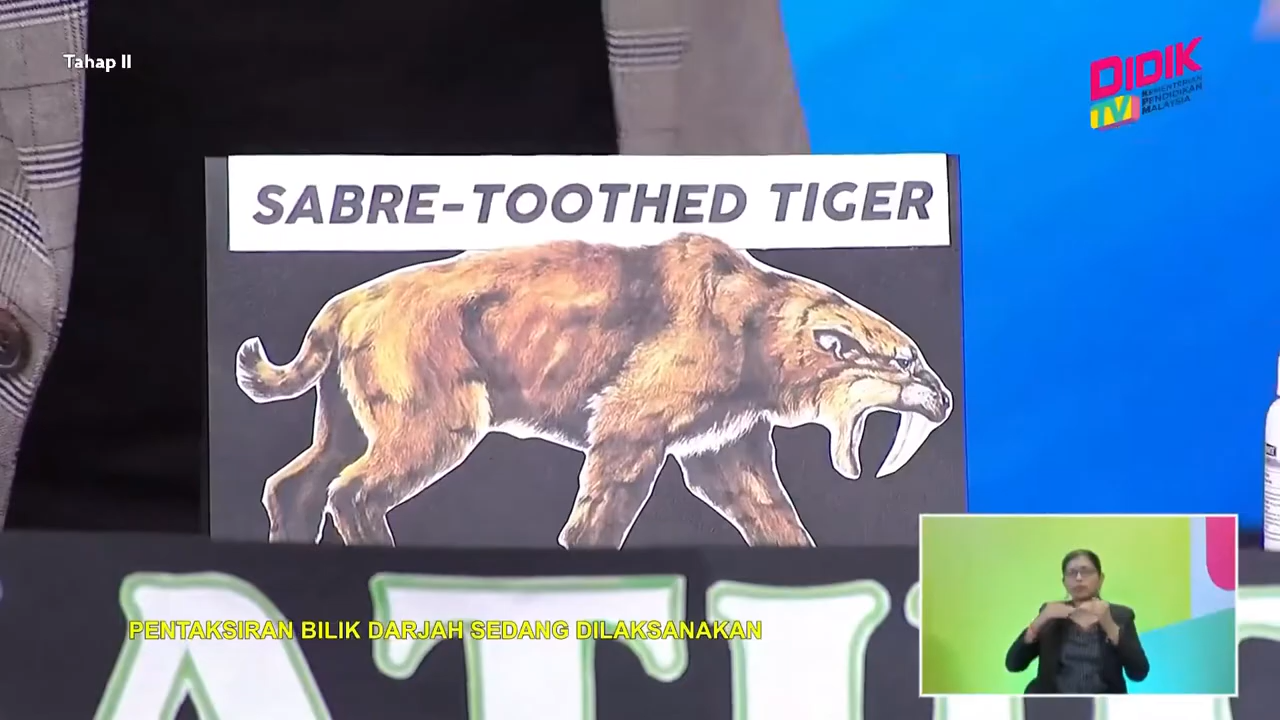 Tahap II
DIDIK
TV
KEMENTERIAN
PENDIDIKAN
MALAYSIA
SABRE-TOOTHED TIGER
PENTAKSIRAN BILIK DARJAH SEDANG DILAKSANAKAN